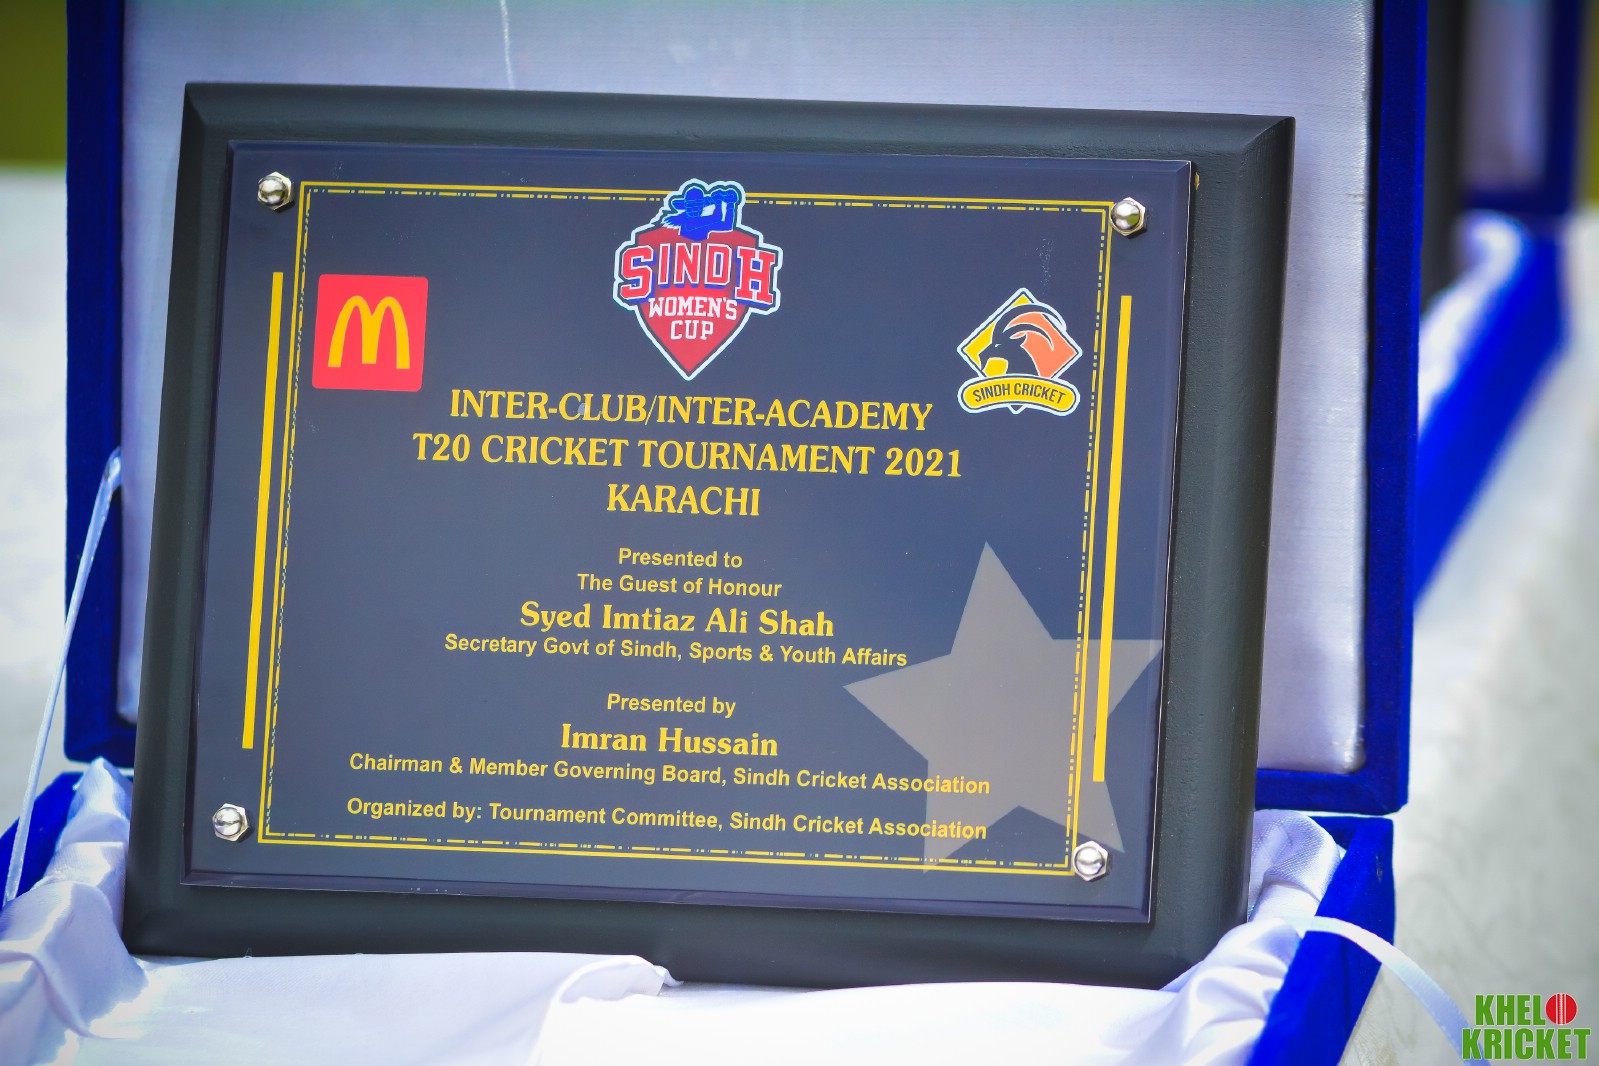 SINDH
WOMEN'S
CUP
SINDH CRICKET
INTER-CLUB/INTER-ACADEMY
T20 CRICKET TOURNAMENT 2021
KARACHI
Presented to
The Guest of Honour
Syed Imtiaz Ali Shah
Secretary Govt of Sindh, Sports & Youth Affairs
Presented by
Imran Hussain
Chairman & Member Governing Board, Sindh Cricket Association
Organized by: Tournament Committee, Sindh Cricket Association
KHELO
KRICKET